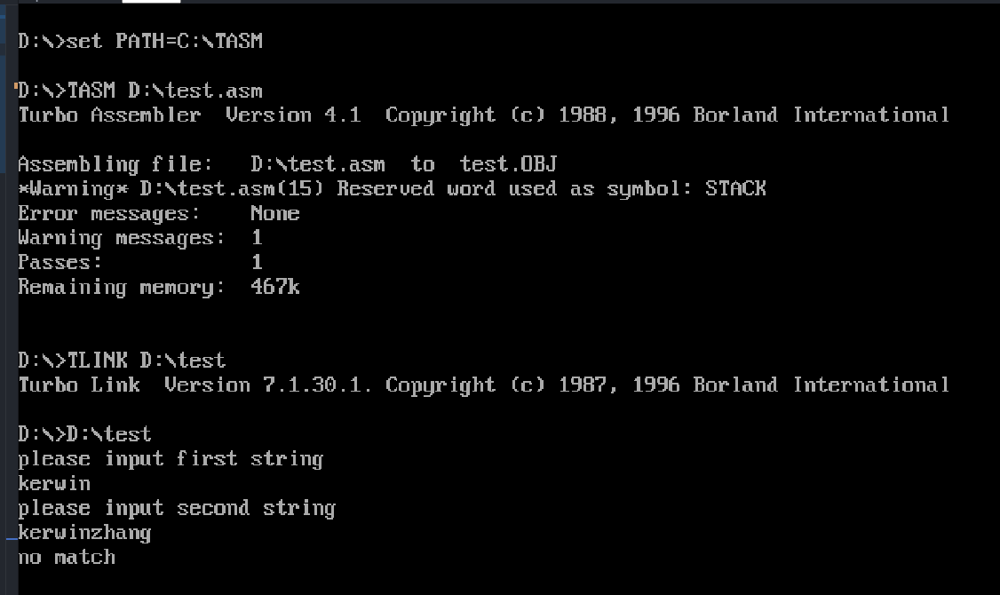 D:\>set PATH=C:\TASM
D:\>TASM D:\test.asm
Turbo Assembler  Version 4.1  Copyright (c) 1988, 1996 Borland International
Assembling file:   D:\test.asm  to  test.OBJ
*Warning* D:\test.asm(15) Reserved word used as symbol: STACK
Error messages:    None
Warning messages:  1
Passes:            1
Remaining memory:  467k
D:\>TLINK D:\test
Turbo Link  Version 7.1.30.1. Copyright (c) 1987, 1996 Borland International
D:\>D:\test
please input first string
kerwin
please input second string
kerwinzhang
no match